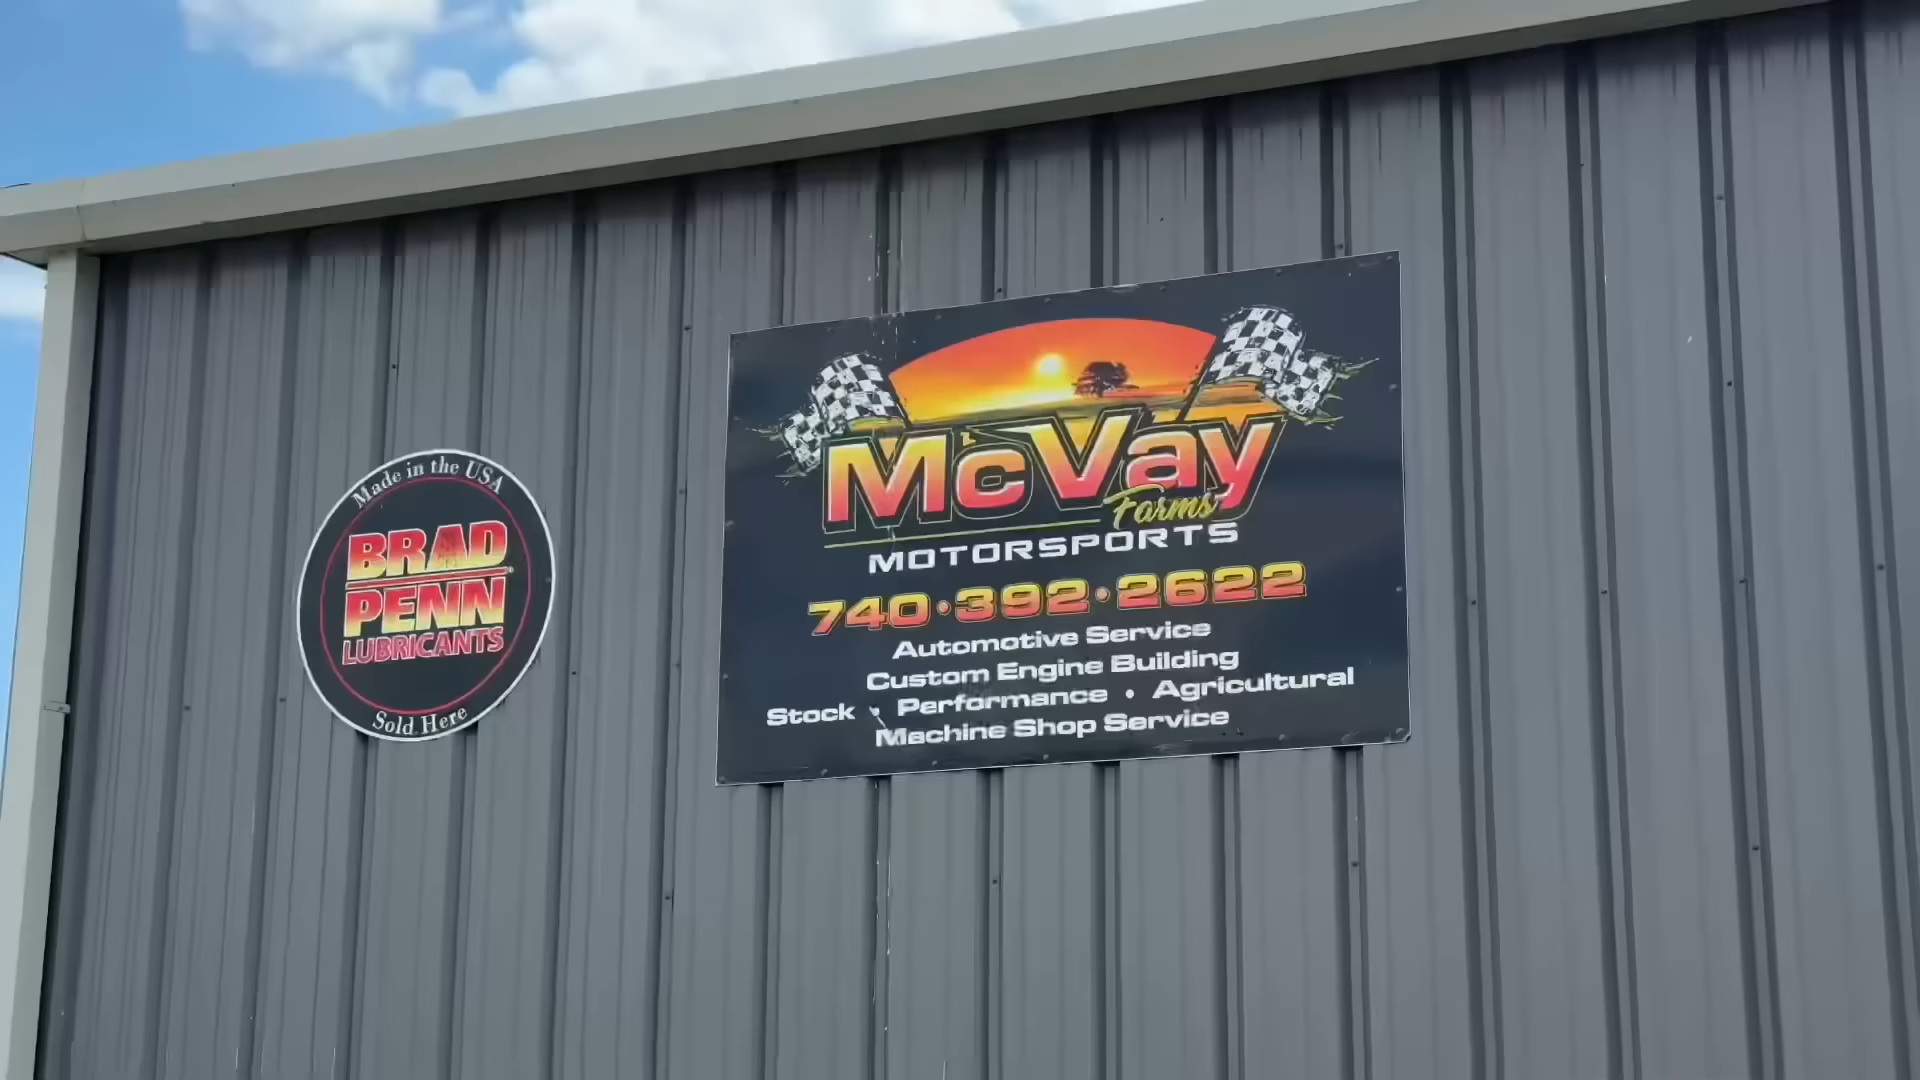 Made in the USA
BRAD
PENN
LUBRICANTS
Sold Here
McVay
Farms
MOTORSPORTS
740•392•2622
Automotive Service
Custom Engine Building
Stock • Performance • Agricultural
Machine Shop Service